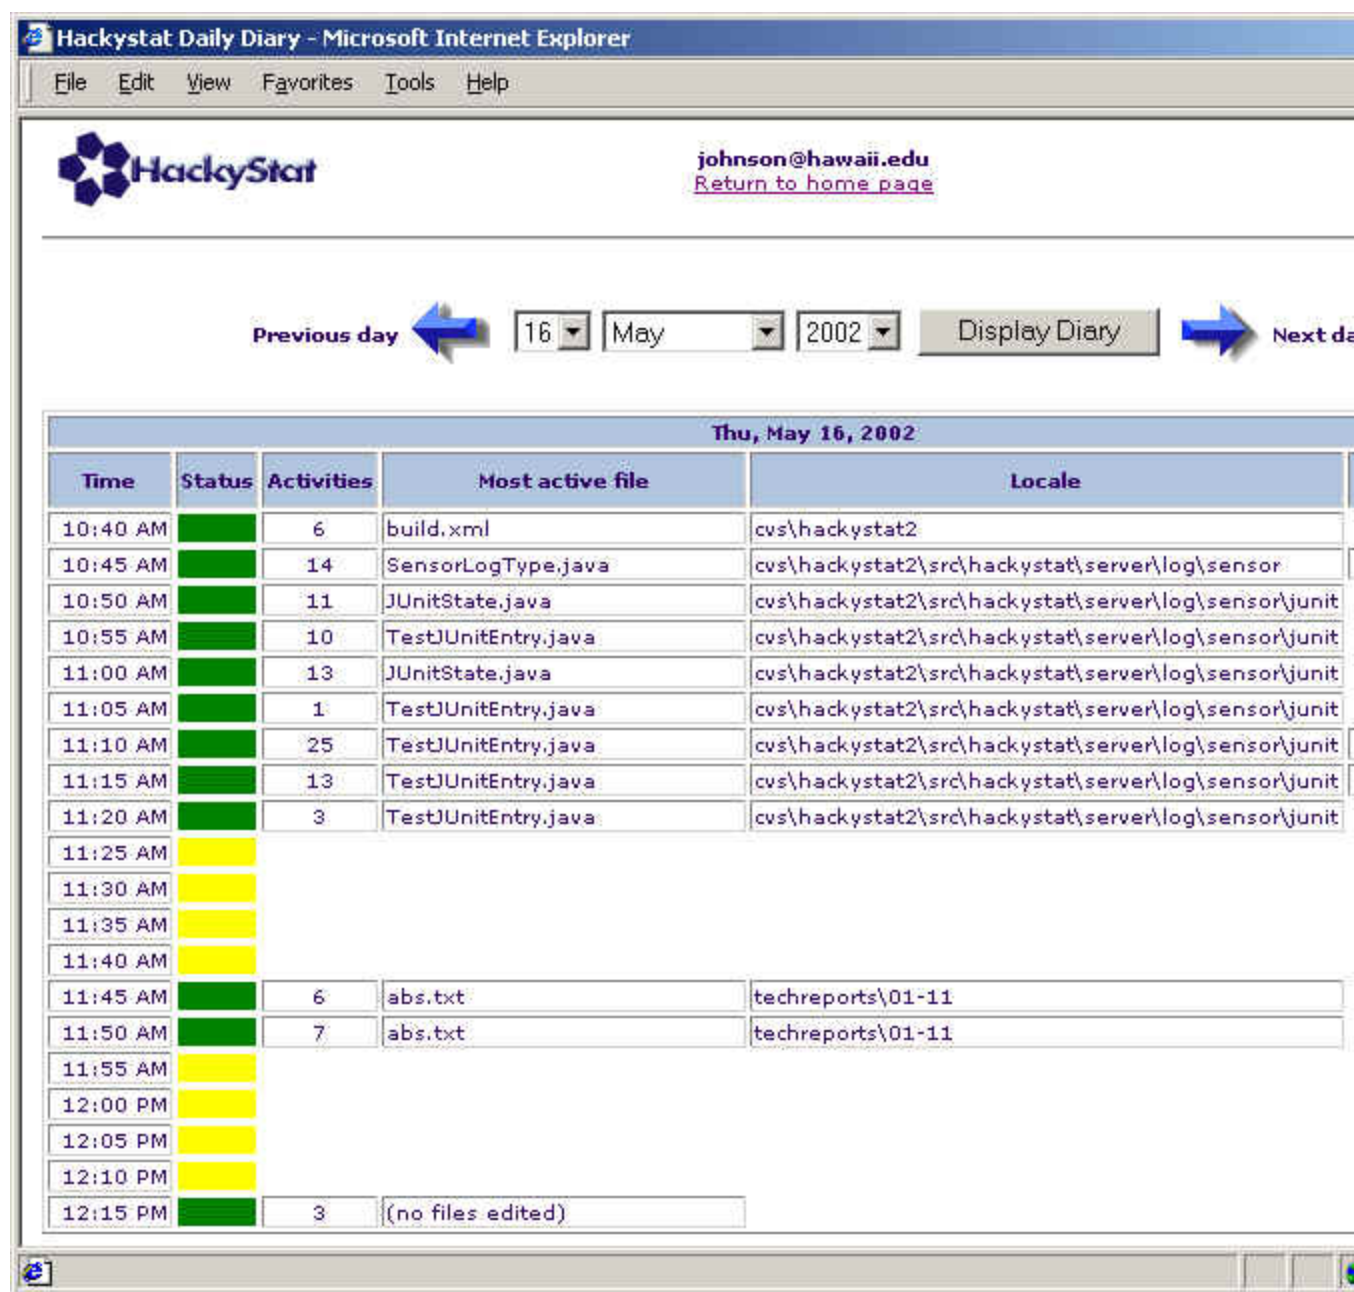 Hackystat Daily Diary - Microsoft Internet Explorer
File Edit View Favorites Tools Help
HackyStat
johnson@hawaii.edu
Return to home page
Previous day 16 May 2002 Display Diary Next da
Thu, May 16, 2002
Time Status Activities Most active file Locale
10:40 AM 6 build.xml cvs\hackystat2
10:45 AM 14 SensorLogType.java cvs\hackystat2\src\hackystat\server\log\sensor
10:50 AM 11 JUnitState.java cvs\hackystat2\src\hackystat\server\log\sensor\junit
10:55 AM 10 TestJUnitEntry.java cvs\hackystat2\src\hackystat\server\log\sensor\junit
11:00 AM 13 JUnitState.java cvs\hackystat2\src\hackystat\server\log\sensor\junit
11:05 AM 1 TestJUnitEntry.java cvs\hackystat2\src\hackystat\server\log\sensor\junit
11:10 AM 25 TestJUnitEntry.java cvs\hackystat2\src\hackystat\server\log\sensor\junit
11:15 AM 13 TestJUnitEntry.java cvs\hackystat2\src\hackystat\server\log\sensor\junit
11:20 AM 3 TestJUnitEntry.java cvs\hackystat2\src\hackystat\server\log\sensor\junit
11:25 AM
11:30 AM
11:35 AM
11:40 AM
11:45 AM 6 abs.txt techreports\01-11
11:50 AM 7 abs.txt techreports\01-11
11:55 AM
12:00 PM
12:05 PM
12:10 PM
12:15 PM 3 (no files edited)